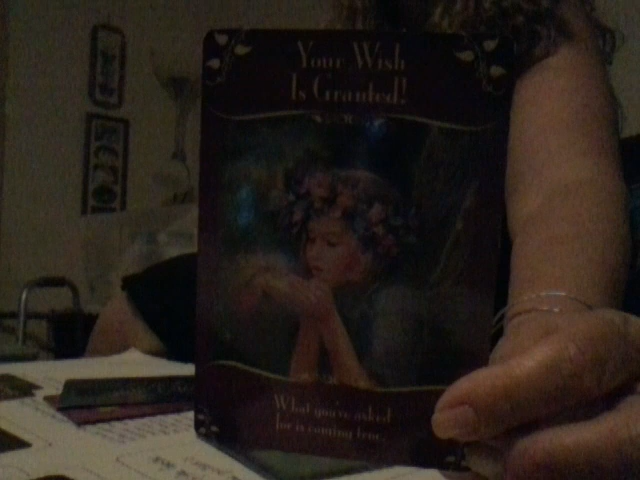 Your Wish
Is Granted!
What you've asked
for is coming true.